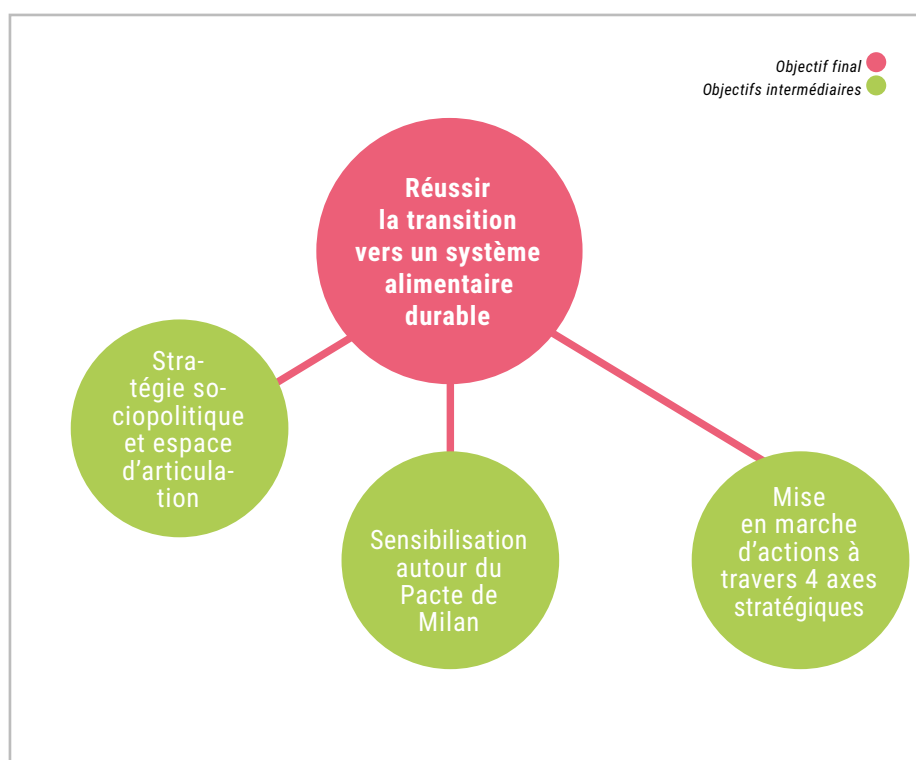 Objectif final
Objectifs intermédiaires
Réussir
la transition
vers un système
alimentaire
durable
Stra-
tégie so-
ciopolitique
et espace
d’articula-
tion
Sensibilisation
autour du
Pacte de
Milan
Mise
en marche
d’actions à
travers 4 axes
stratégiques